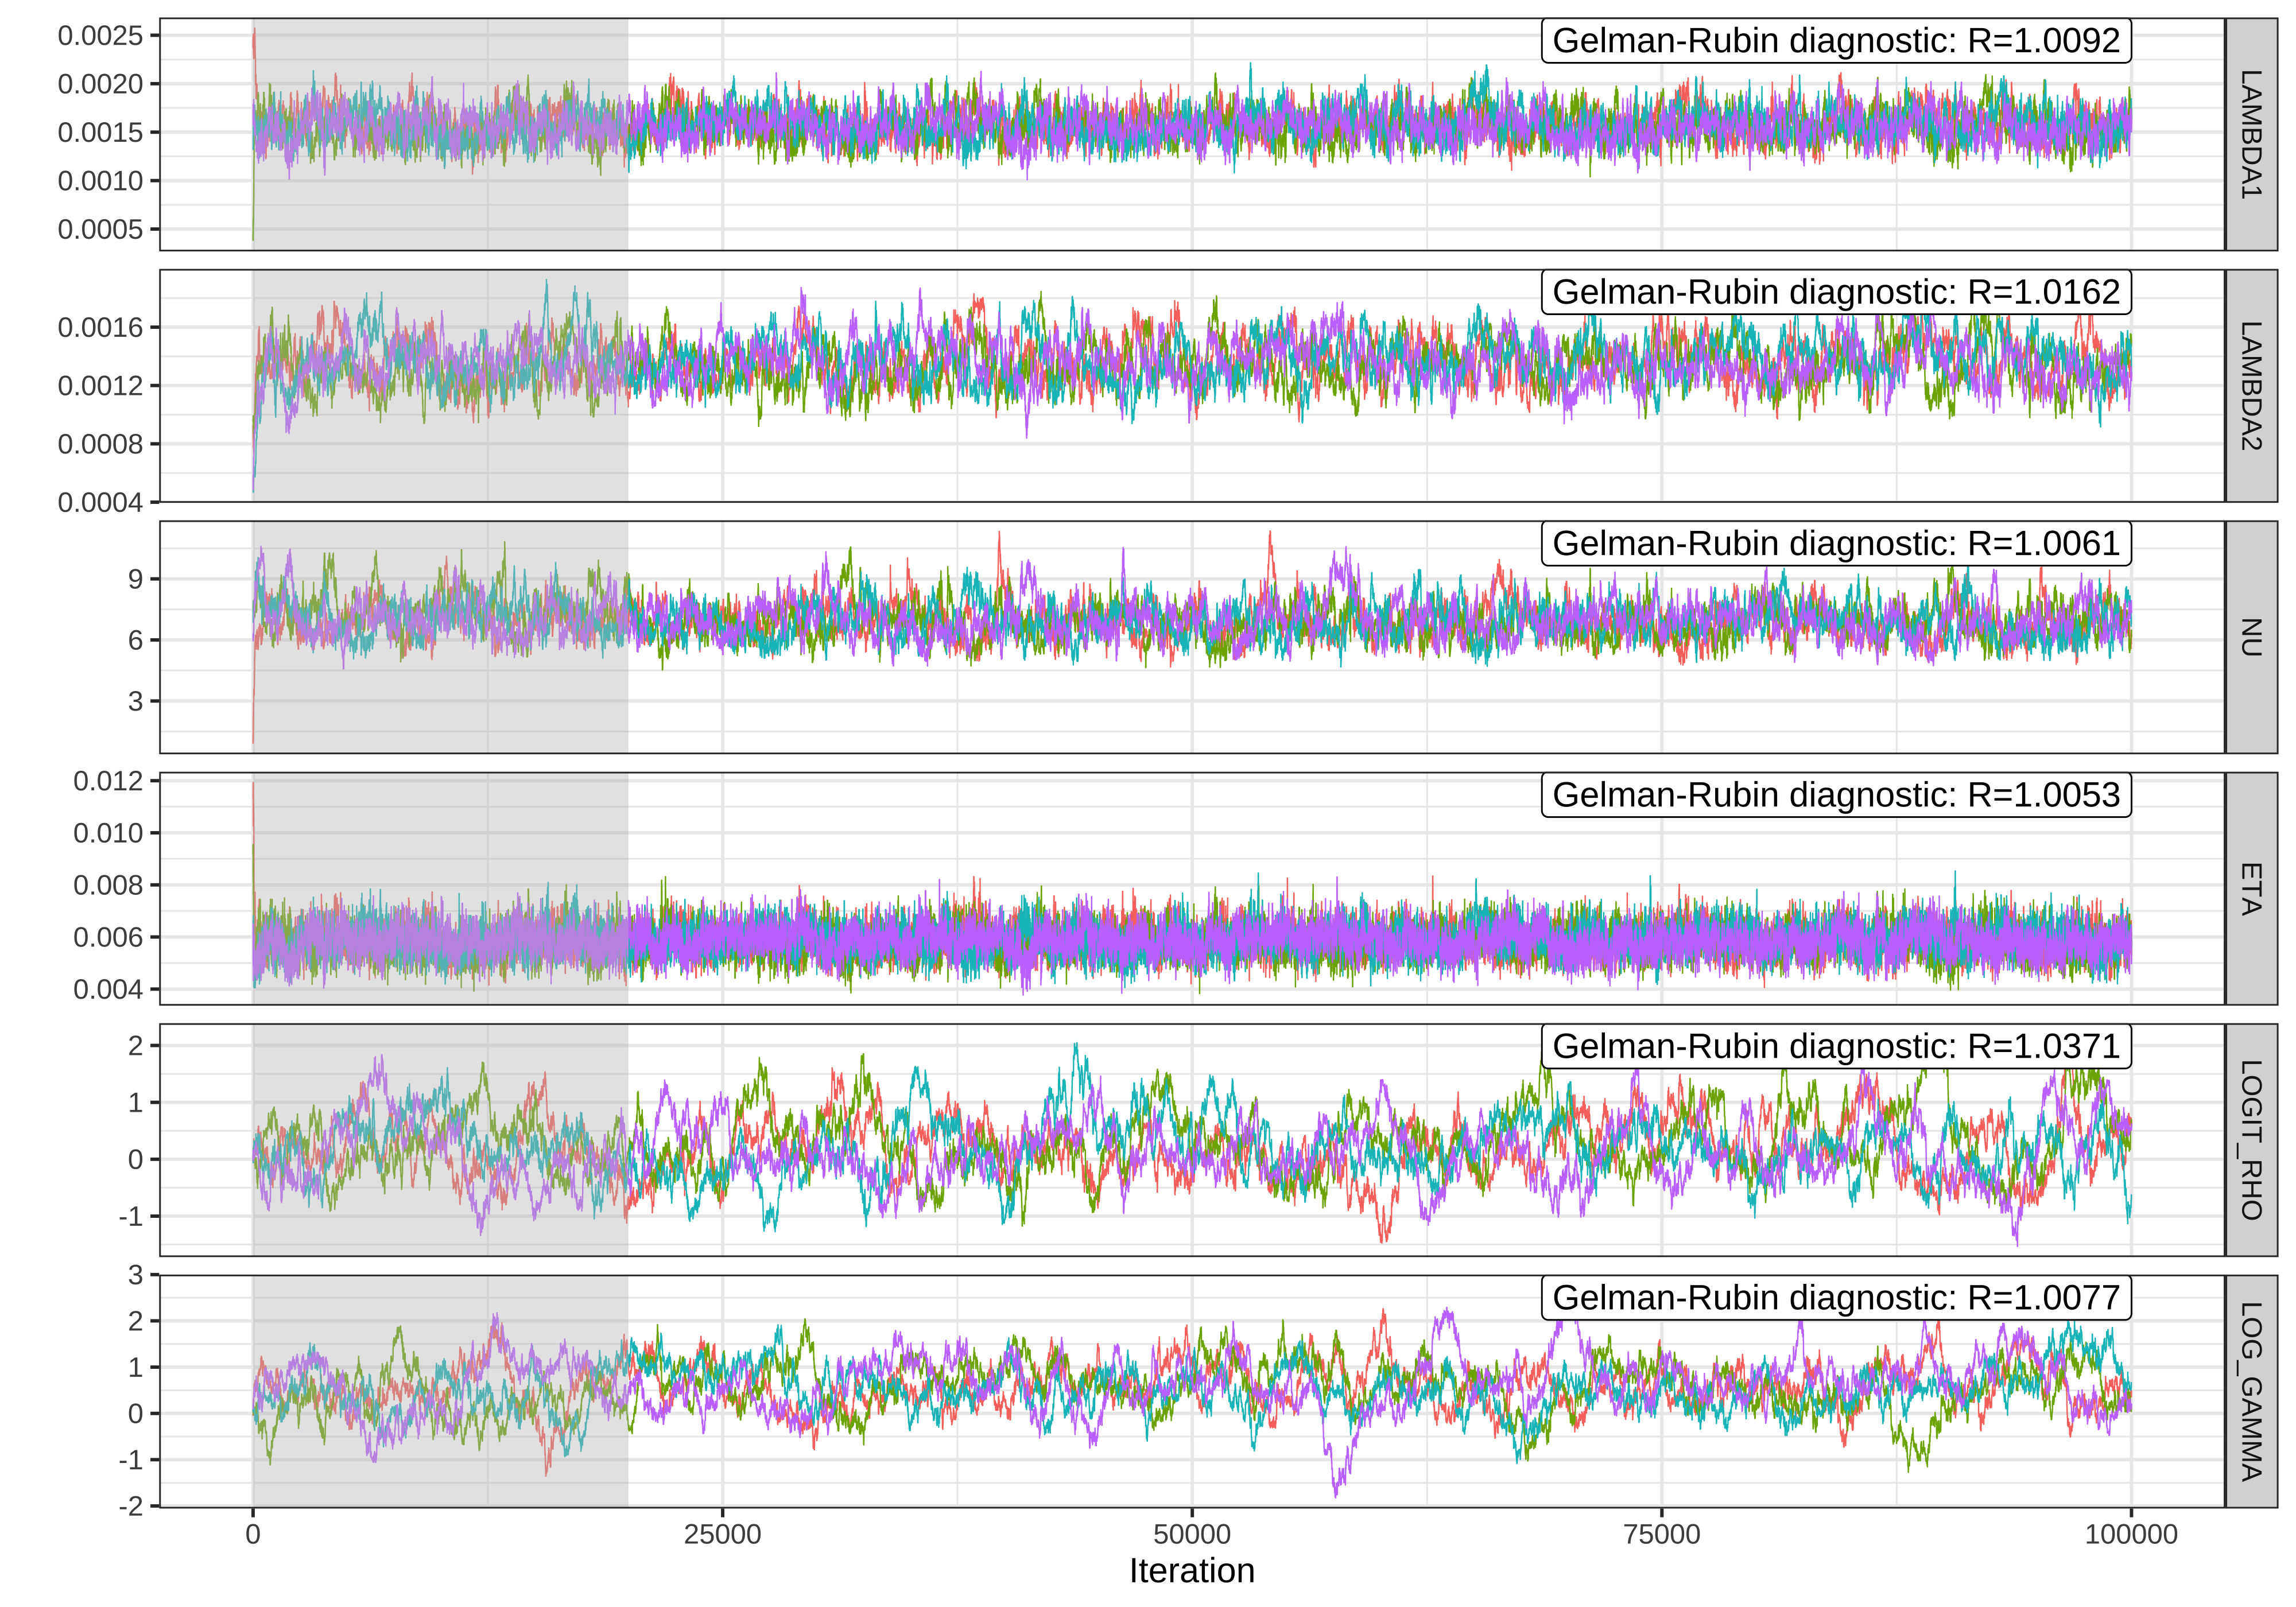 Gelman-Rubin diagnostic: R=1.0092
0.0025
0.0020
0.0015
0.0010
0.0005
LAMBDA1
Gelman-Rubin diagnostic: R=1.0162
0.0016
0.0012
0.0008
0.0004
LAMBDA2
Gelman-Rubin diagnostic: R=1.0061
9
6
3
NU
Gelman-Rubin diagnostic: R=1.0053
0.012
0.010
0.008
0.006
0.004
ETA
Gelman-Rubin diagnostic: R=1.0371
2
1
0
-1
LOGIT_RHO
Gelman-Rubin diagnostic: R=1.0077
3
2
1
0
-1
-2
LOG_GAMMA
0 25000 50000 75000 100000
Iteration